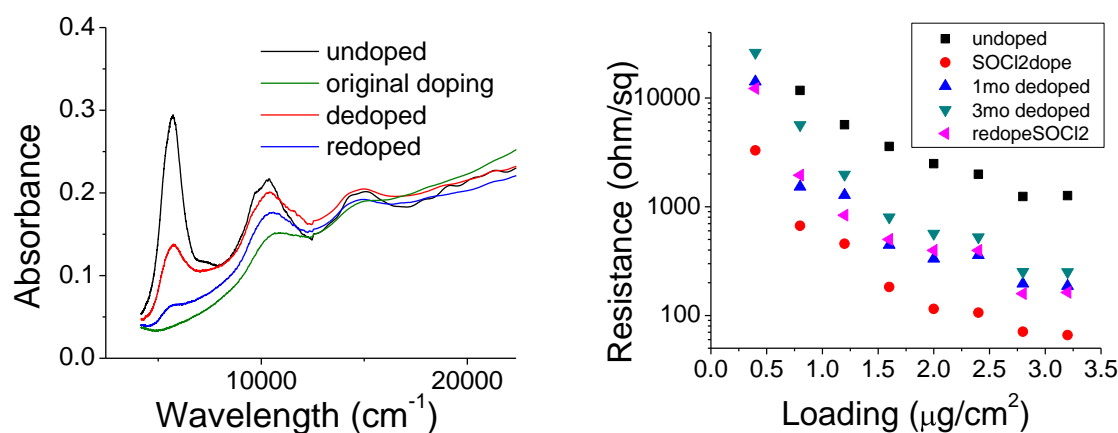 0.4
0.3
0.2
0.1
0.0
Absorbance
undoped
original doping
dedoped
redoped
10000
20000
Wavelength (cm⁻¹)
10000
1000
100
Resistance (ohm/sq)
undoped
SOCl2dope
1mo dedoped
3mo dedoped
redopeSOCl2
0.0 0.5 1.0 1.5 2.0 2.5 3.0 3.5
Loading (μg/cm²)